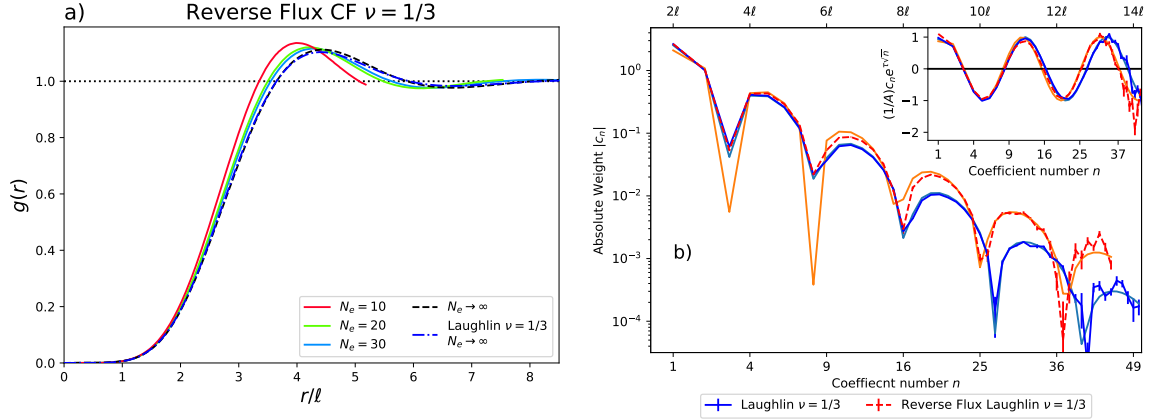 a)
Reverse Flux CF ν = 1/3
g(r)
1.0
0.8
0.6
0.4
0.2
0.0
0 1 2 3 4 5 6 7 8
r/ℓ
N_e = 10
N_e = 20
N_e = 30
N_e → ∞
Laughlin ν = 1/3
N_e → ∞
2ℓ 4ℓ 6ℓ 8ℓ 10ℓ 12ℓ 14ℓ
Absolute Weight |c_n|
10^0
10^{-1}
10^{-2}
10^{-3}
10^{-4}
b)
1 4 9 16 25 36 49
Coeffiecnt number n
(1/A)c_n e^{τ√n}
1
0
−1
−2
1 4 9 16 25 37
Coefficient number n
Laughlin ν = 1/3
Reverse Flux Laughlin ν = 1/3